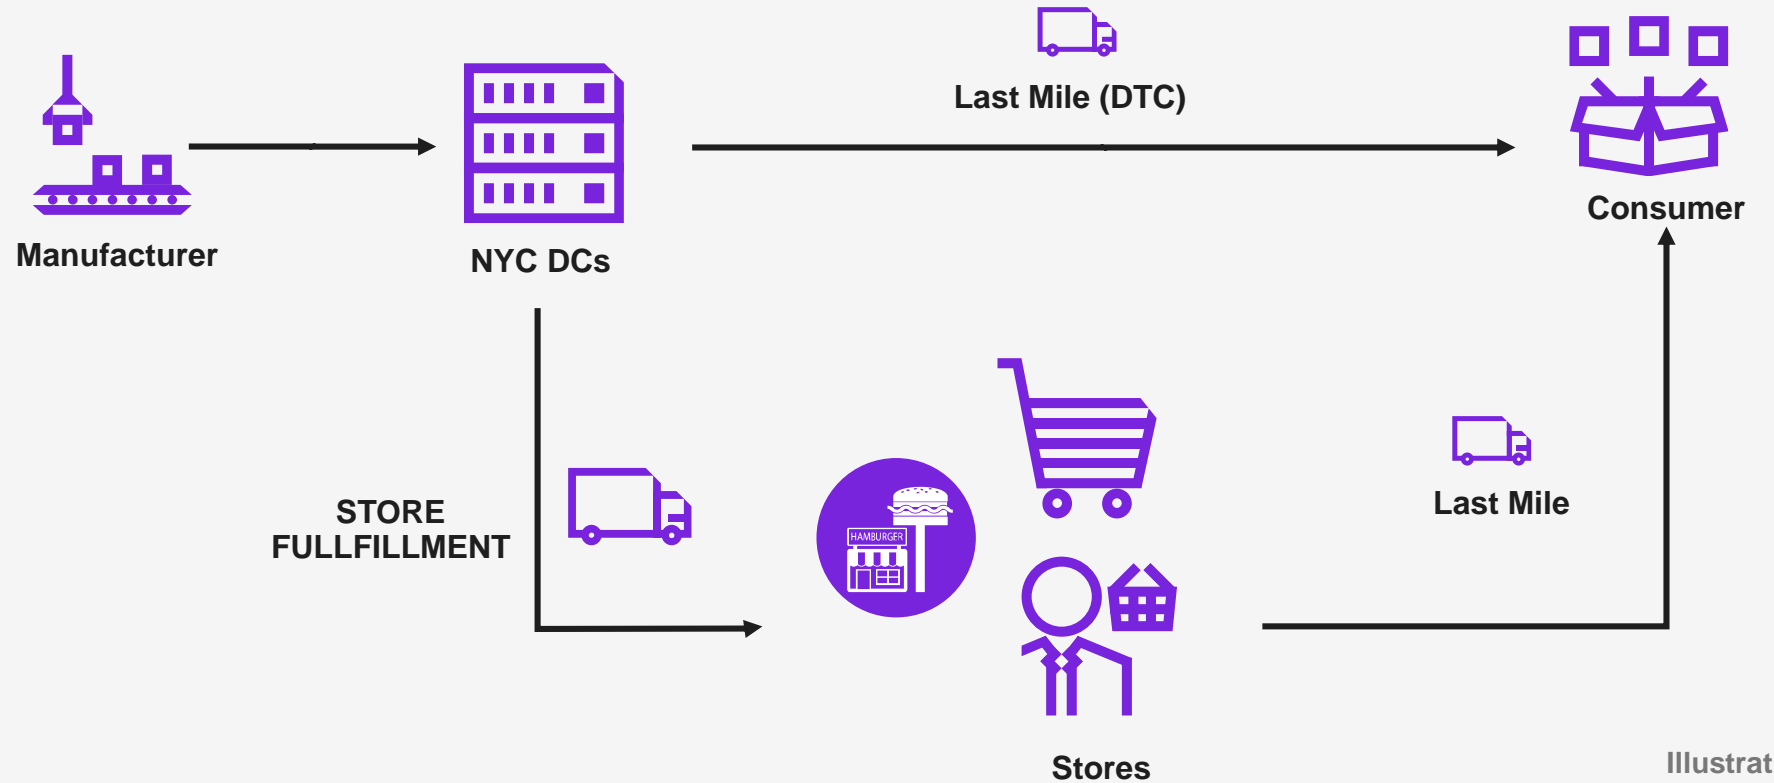 Last Mile (DTC)
Manufacturer
NYC DCs
Consumer
STORE
FULLFILLMENT
HAMBURGER
Last Mile
Stores
Illustrat